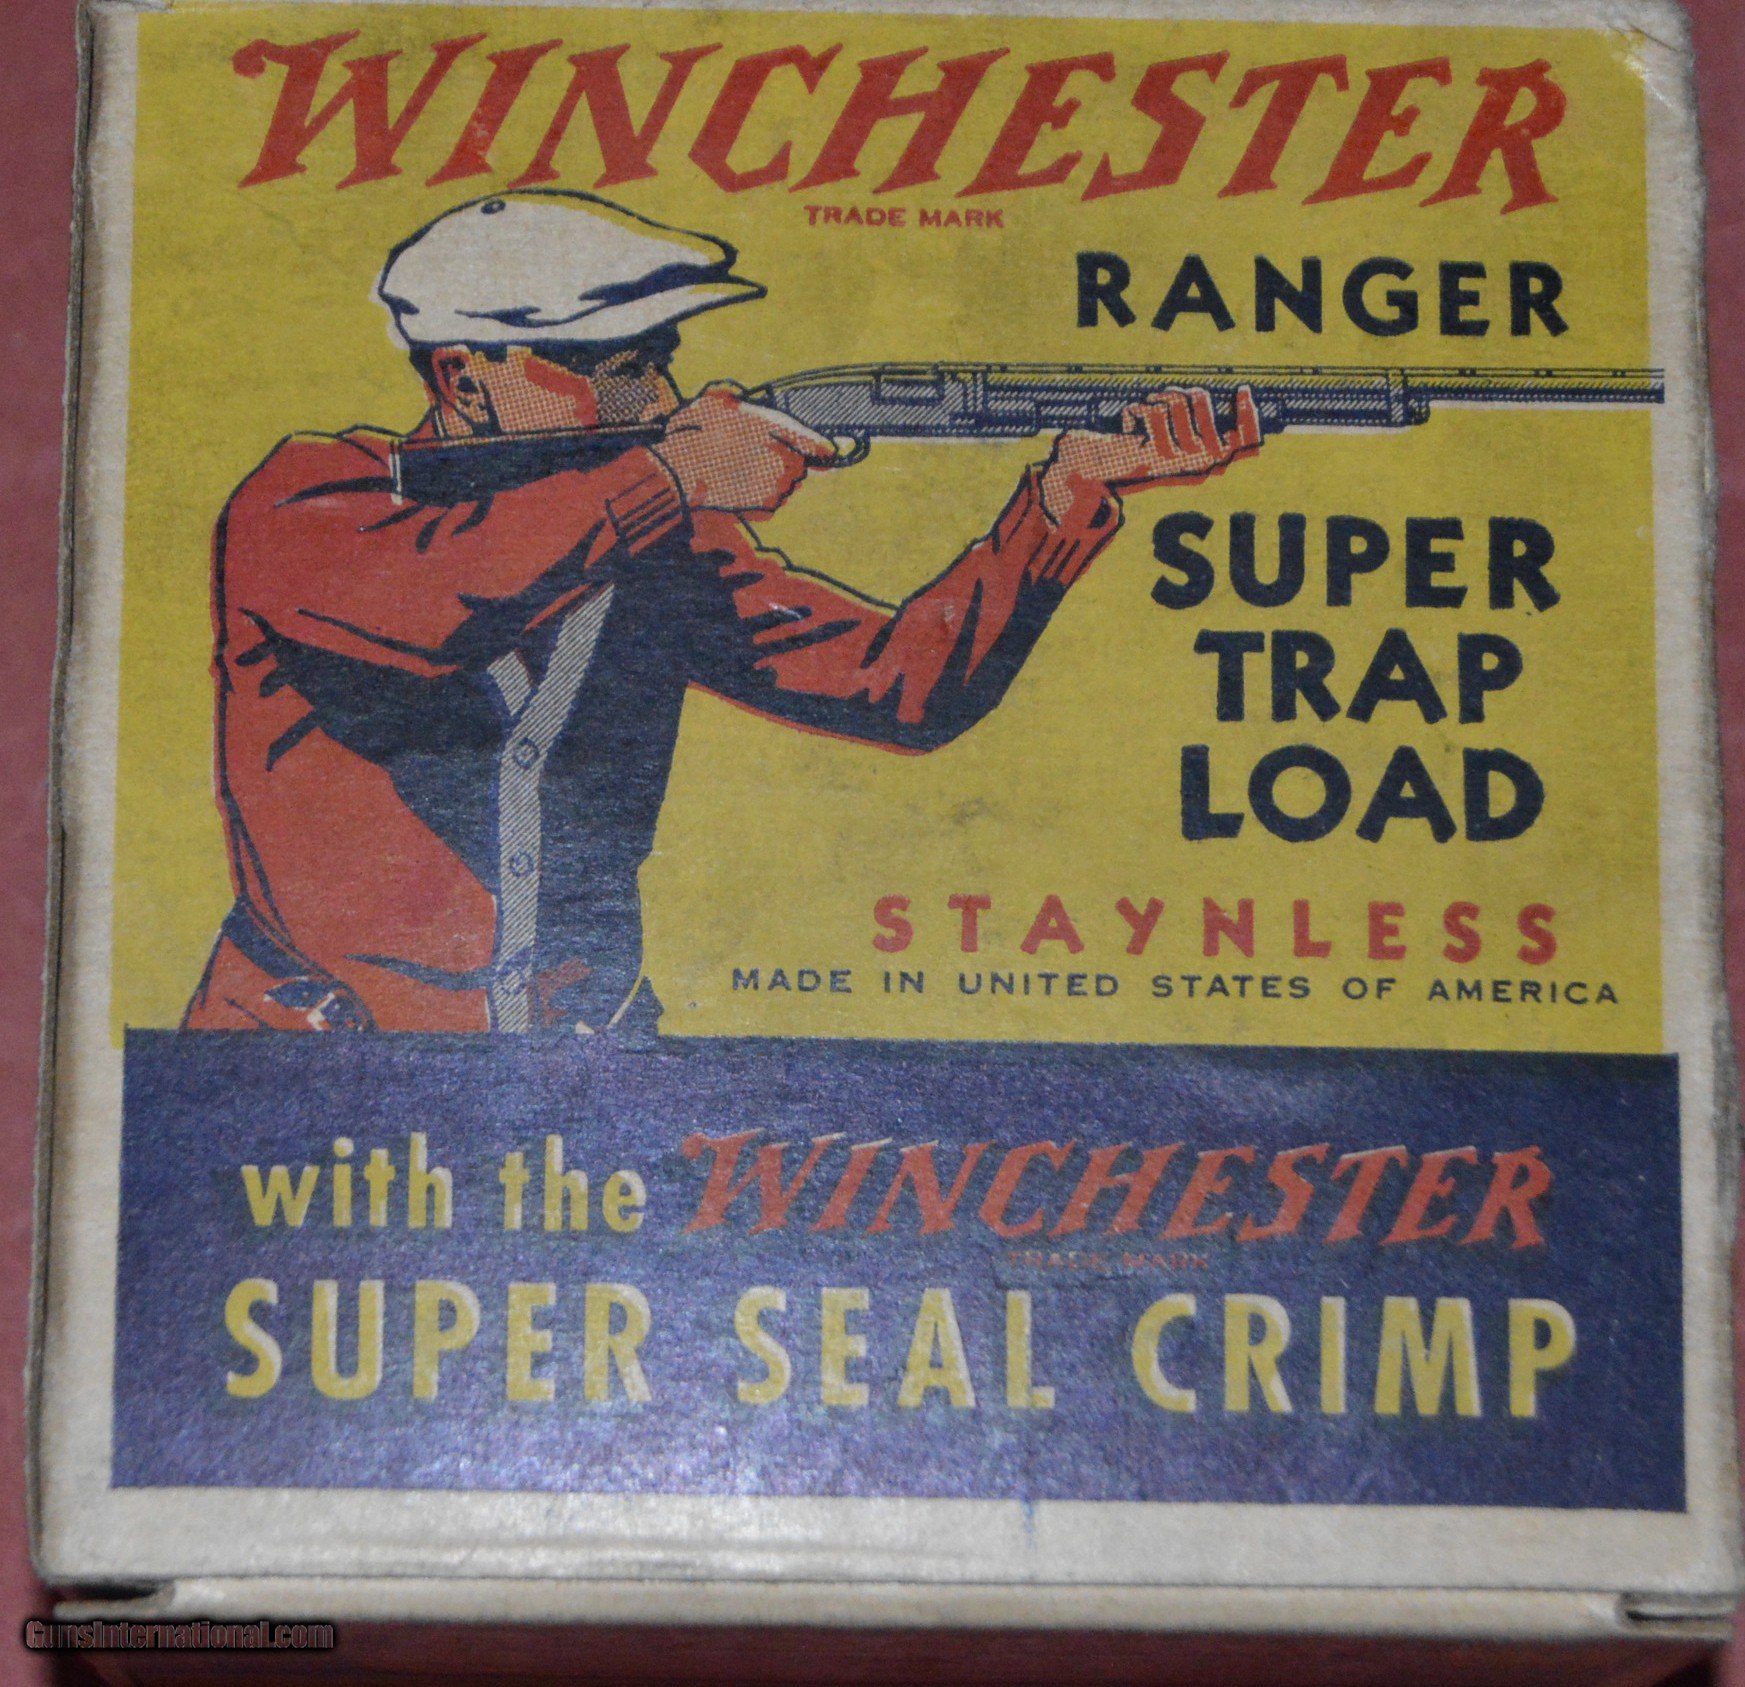 WINCHESTER
TRADE MARK
RANGER
SUPER
TRAP
LOAD
STAYNLESS
MADE IN UNITED STATES OF AMERICA
with the WINCHESTER
TRADE MARK
SUPER SEAL CRIMP
GunsInternational.com